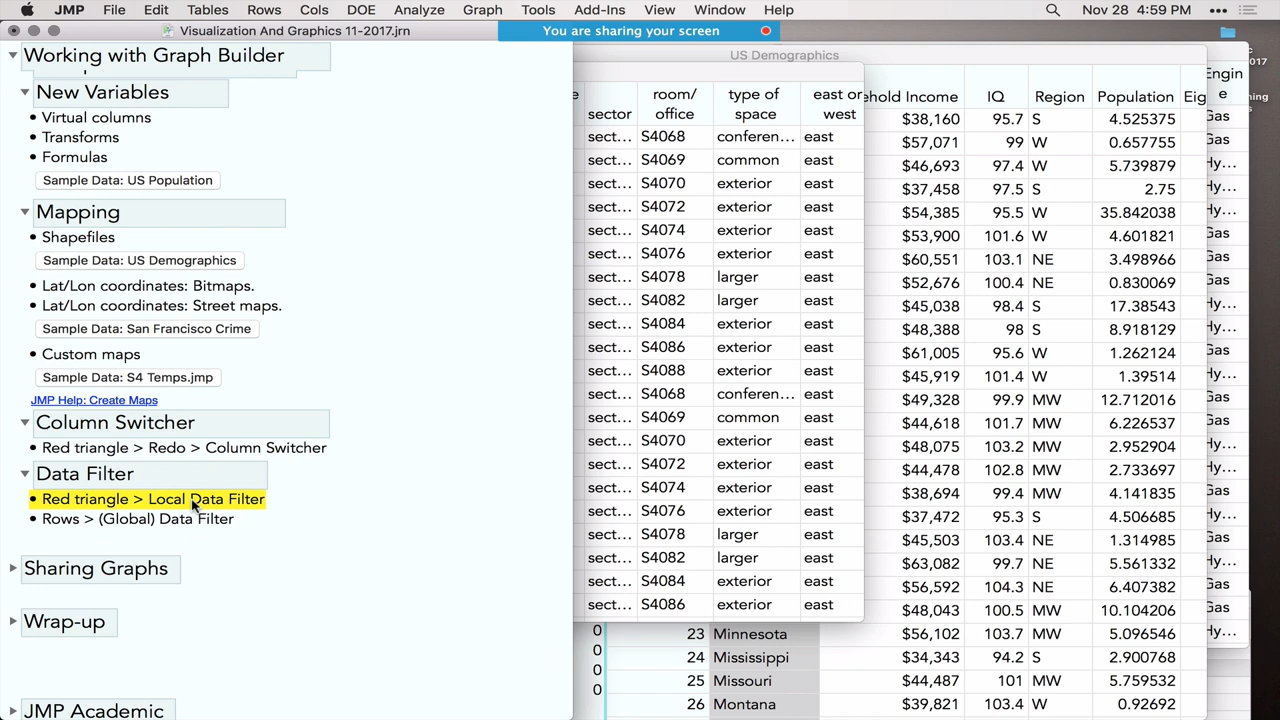 JMP File Edit Tables Rows Cols DOE Analyze Graph Tools Add-Ins View Window Help Nov 28 4:59 PM
Visualization And Graphics 11-2017.jrn
You are sharing your screen
Working with Graph Builder
New Variables
• Virtual columns
• Transforms
• Formulas
Sample Data: US Population
Mapping
• Shapefiles
Sample Data: US Demographics
• Lat/Lon coordinates: Bitmaps.
• Lat/Lon coordinates: Street maps.
Sample Data: San Francisco Crime
• Custom maps
Sample Data: S4 Temps.jmp
JMP Help: Create Maps
Column Switcher
• Red triangle > Redo > Column Switcher
Data Filter
• Red triangle > Local Data Filter
• Rows > (Global) Data Filter
Sharing Graphs
Wrap-up
JMP Academic
sector room/office type of space east or west
sect... S4068 conferen... east
sect... S4069 common east
sect... S4070 exterior east
sect... S4072 exterior east
sect... S4074 exterior east
sect... S4076 exterior east
sect... S4078 larger east
sect... S4082 larger east
sect... S4084 exterior east
sect... S4086 exterior east
sect... S4088 exterior east
sect... S4068 conferen... east
sect... S4069 common east
sect... S4070 exterior east
sect... S4072 exterior east
sect... S4074 exterior east
sect... S4076 exterior east
sect... S4078 larger east
sect... S4082 larger east
sect... S4084 exterior east
sect... S4086 exterior east
US Demographics
ehold Income IQ Region Population Eig
$38,160 95.7 S 4.525375
$57,071 99 W 0.657755
$46,693 97.4 W 5.739879
$37,458 97.5 S 2.75
$54,385 95.5 W 35.842038
$53,900 101.6 W 4.601821
$60,551 103.1 NE 3.498966
$52,676 100.4 NE 0.830069
$45,038 98.4 S 17.38543
$48,388 98 S 8.918129
$61,005 95.6 W 1.262124
$45,919 101.4 W 1.39514
$49,328 99.9 MW 12.712016
$44,618 101.7 MW 6.226537
$48,075 103.2 MW 2.952904
$44,478 102.8 MW 2.733697
$38,694 99.4 MW 4.141835
$37,472 95.3 S 4.506685
$45,503 103.4 NE 1.314985
$63,082 99.7 NE 5.561332
$56,592 104.3 NE 6.407382
$48,043 100.5 MW 10.104206
23 Minnesota $56,102 103.7 MW 5.096546
24 Mississippi $34,343 94.2 S 2.900768
25 Missouri $44,487 101 MW 5.759532
26 Montana $39,821 103.4 W 0.92692
0
0
0
0
Engin
e
Gas
Gas
Hy...
Hy...
Gas
Gas
Gas
Gas
Hy...
Hy...
Gas
Gas
Gas
Gas
Hy...
Hy...
Gas
Hy...
Gas
Hy...
Gas
Gas
Hy...